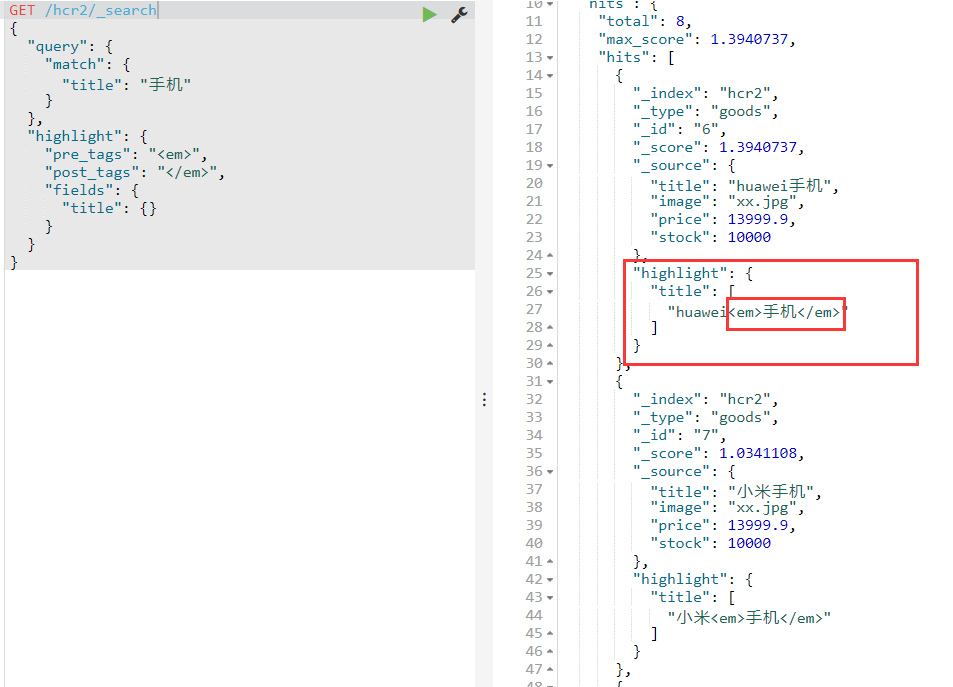 GET /hcr2/_search
{
  "query": {
    "match": {
      "title": "手机"
    }
  },
  "highlight": {
    "pre_tags": "<em>",
    "post_tags": "</em>",
    "fields": {
      "title": {}
    }
  }
}
10 "hits": {
11 "total": 8,
12 "max_score": 1.3940737,
13 "hits": [
14 {
15 "_index": "hcr2",
16 "_type": "goods",
17 "_id": "6",
18 "_score": 1.3940737,
19 "_source": {
20 "title": "huawei手机",
21 "image": "xx.jpg",
22 "price": 13999.9,
23 "stock": 10000
24 },
25 "highlight": {
26 "title": [
27 "huawei<em>手机</em>"
28 ]
29 }
30 },
31 {
32 "_index": "hcr2",
33 "_type": "goods",
34 "_id": "7",
35 "_score": 1.0341108,
36 "_source": {
37 "title": "小米手机",
38 "image": "xx.jpg",
39 "price": 13999.9,
40 "stock": 10000
41 },
42 "highlight": {
43 "title": [
44 "小米<em>手机</em>"
45 ]
46 }
47 },
48 {